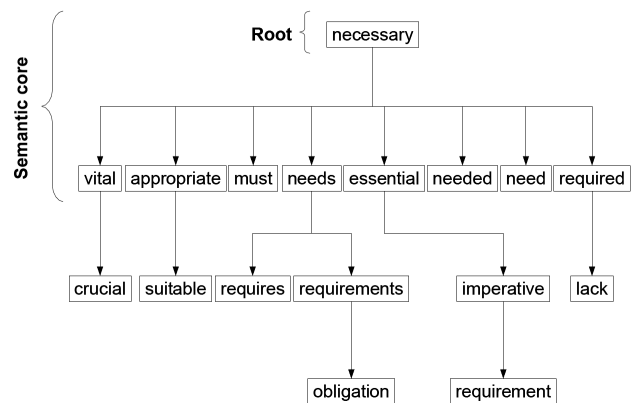 Root
necessary
Semantic core
vital appropriate must needs essential needed need required
crucial suitable requires requirements imperative lack
obligation requirement